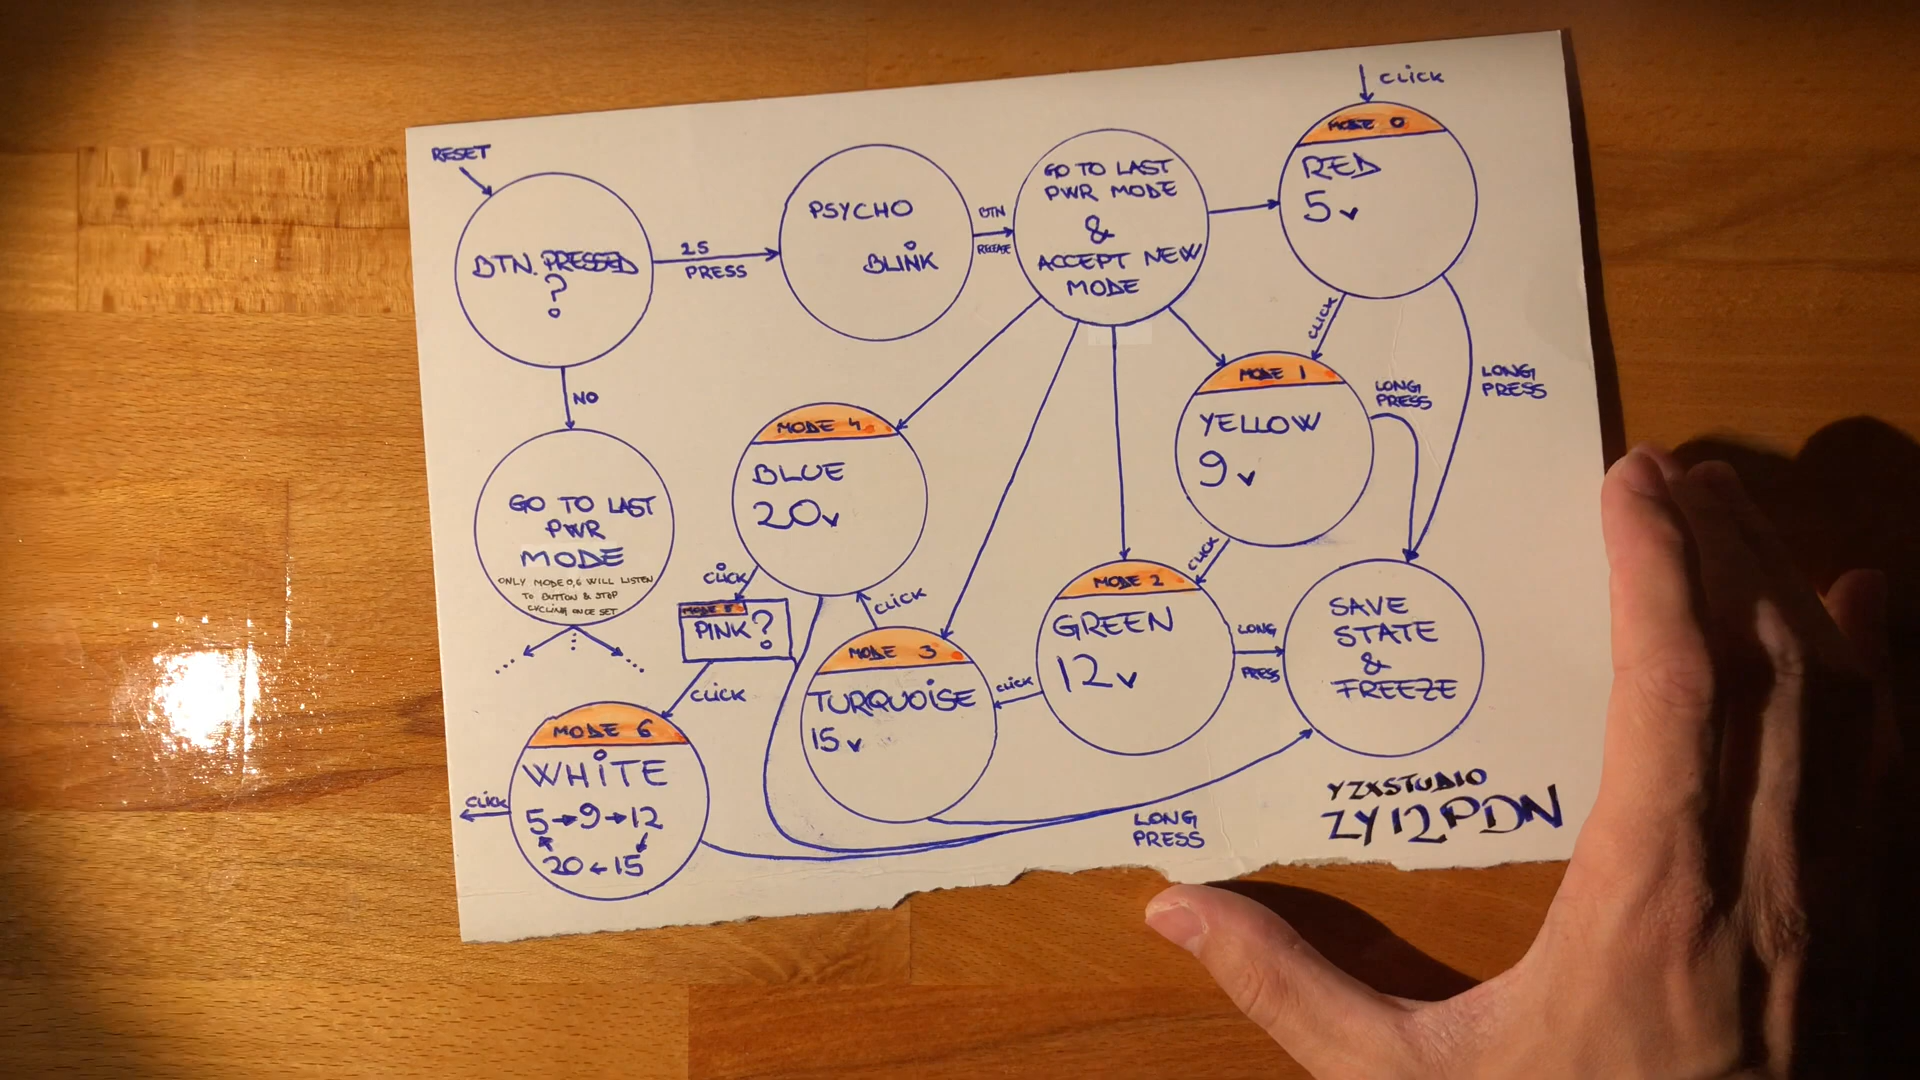 RESET
BTN. PRESSED
?
2S
PRESS
PSYCHO
BLINK
BTN
RELEASE
GO TO LAST
PWR MODE
&
ACCEPT NEW
MODE
CLICK
MODE 0
RED
5v
CLICK
LONG
PRESS
NO
GO TO LAST
PWR
MODE
ONLY MODE 0,6 WILL LISTEN
TO BUTTON & STOP
CYCLING ONCE SET
MODE 1
YELLOW
9v
LONG
PRESS
CLICK
MODE 2
GREEN
12v
LONG
PRESS
CLICK
MODE 3
TURQUOISE
15v
CLICK
MODE 4
BLUE
20v
CLICK
MODE 5
PINK?
CLICK
MODE 6
WHITE
5→9→12
20←15
CLICK
LONG
PRESS
SAVE
STATE
&
FREEZE
YZXSTUDIO
ZY12PDN